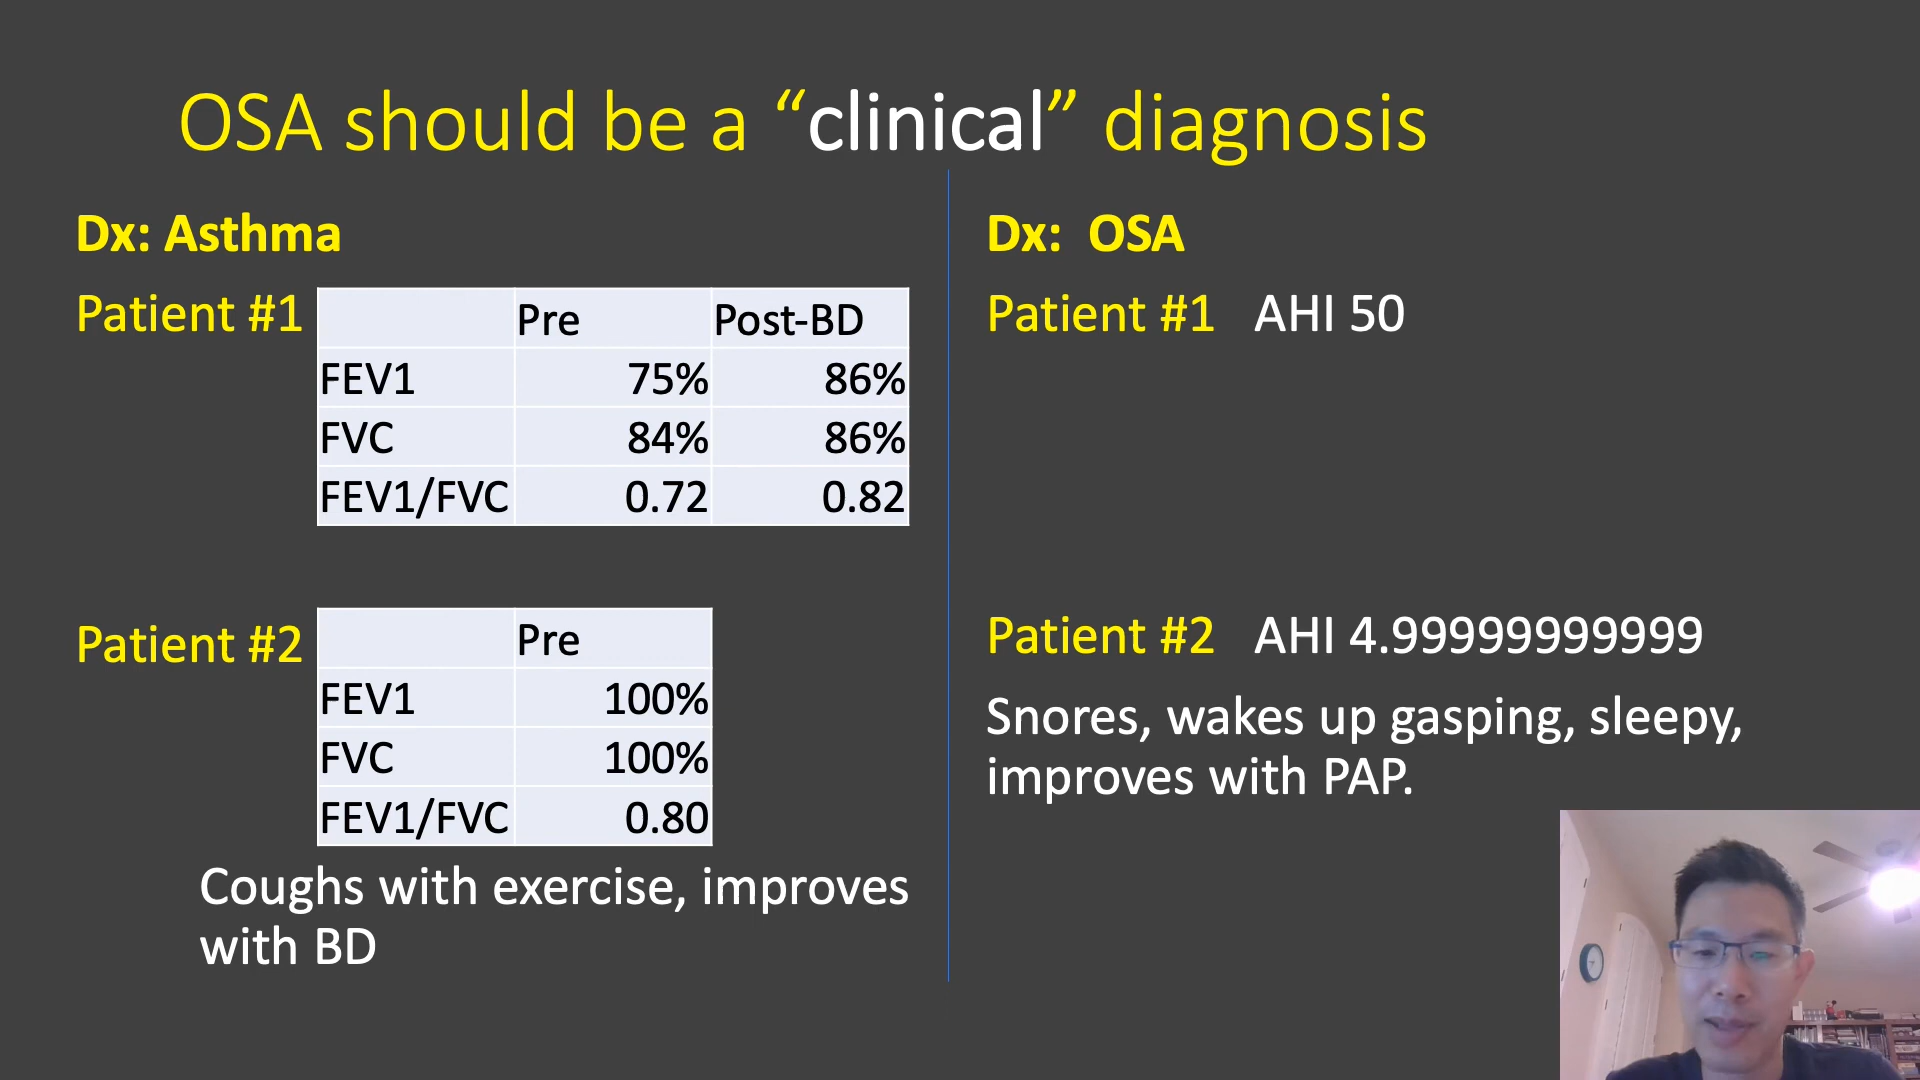 OSA should be a “clinical” diagnosis
Dx: Asthma
Patient #1
Pre Post-BD
FEV1 75% 86%
FVC 84% 86%
FEV1/FVC 0.72 0.82
Patient #2
Pre
FEV1 100%
FVC 100%
FEV1/FVC 0.80
Coughs with exercise, improves
with BD
Dx: OSA
Patient #1 AHI 50
Patient #2 AHI 4.99999999999
Snores, wakes up gasping, sleepy,
improves with PAP.